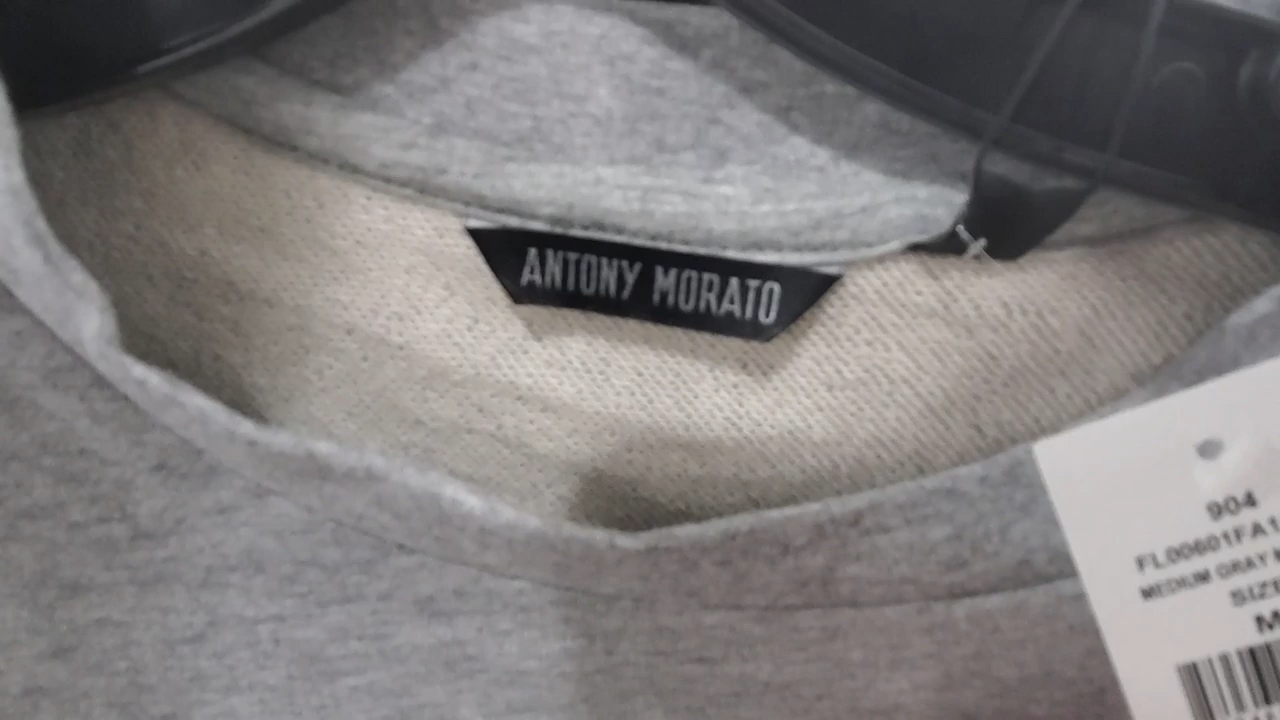 ANTONY MORATO
904
FL00601FA1
MEDIUM GRAY
SIZE
M